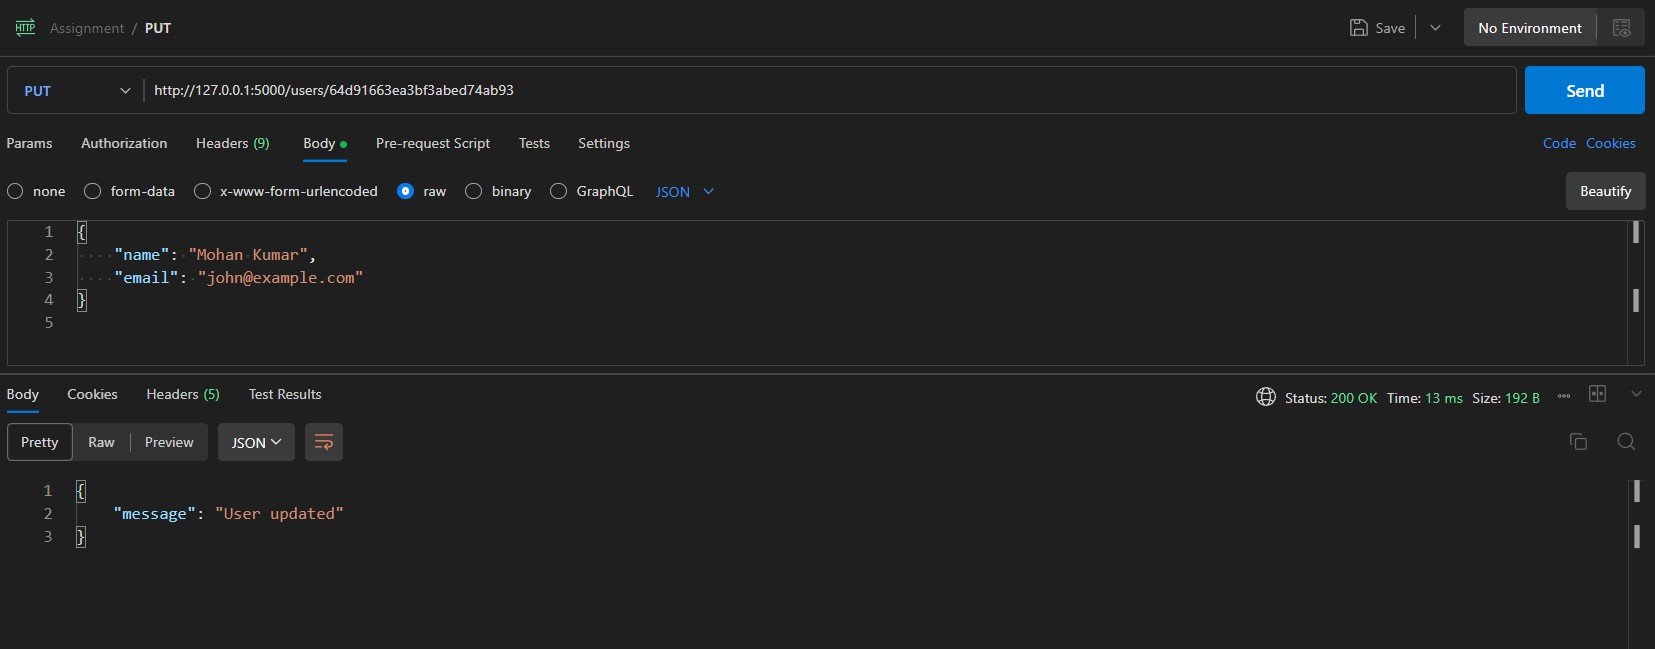 HTTP Assignment / PUT Save No Environment
PUT http://127.0.0.1:5000/users/64d91663ea3bf3abed74ab93 Send
Params Authorization Headers (9) Body Pre-request Script Tests Settings Code Cookies
none form-data x-www-form-urlencoded raw binary GraphQL JSON Beautify
1 {
2 "name": "Mohan Kumar",
3 "email": "john@example.com"
4 }
5
Body Cookies Headers (5) Test Results Status: 200 OK Time: 13 ms Size: 192 B
Pretty Raw Preview JSON
1 {
2 "message": "User updated"
3 }